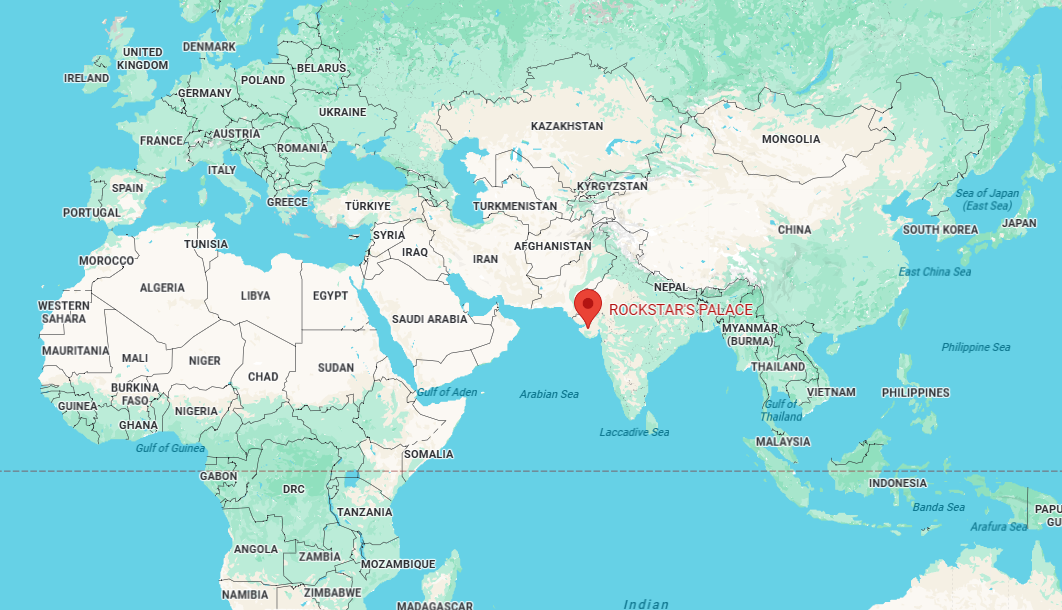 DENMARK
UNITED
KINGDOM
IRELAND
BELARUS
POLAND
GERMANY
UKRAINE
KAZAKHSTAN
AUSTRIA
FRANCE
MONGOLIA
ROMANIA
ITALY
SPAIN
KYRGYZSTAN
Sea of Japan
(East Sea)
GREECE
TÜRKIYE
TURKMENISTAN
PORTUGAL
JAPAN
CHINA
SOUTH KOREA
SYRIA
TUNISIA
AFGHANISTAN
IRAQ
IRAN
MOROCCO
East China Sea
ALGERIA
LIBYA
EGYPT
NEPAL
WESTERN
SAHARA
ROCKSTAR'S PALACE
SAUDI ARABIA
MYANMAR
(BURMA)
Philippine Sea
MAURITANIA
MALI
NIGER
SUDAN
THAILAND
CHAD
BURKINA
FASO
Gulf of Aden
Arabian Sea
VIETNAM
PHILIPPINES
GUINEA
NIGERIA
Gulf of
Thailand
GHANA
Laccadive Sea
MALAYSIA
Gulf of Guinea
SOMALIA
GABON
INDONESIA
DRC
Banda Sea
PAPU
GU
TANZANIA
Arafura Sea
ANGOLA
ZAMBIA
MOZAMBIQUE
NAMIBIA
ZIMBABWE
MADAGASCAR
Indian